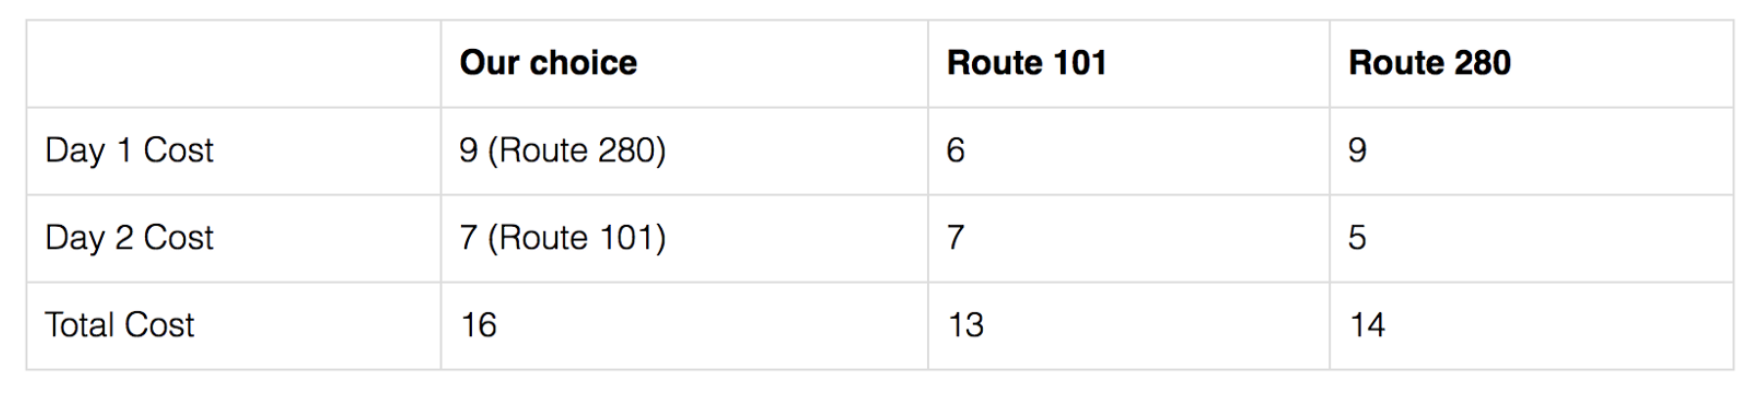 Our choice Route 101 Route 280
Day 1 Cost 9 (Route 280) 6 9
Day 2 Cost 7 (Route 101) 7 5
Total Cost 16 13 14